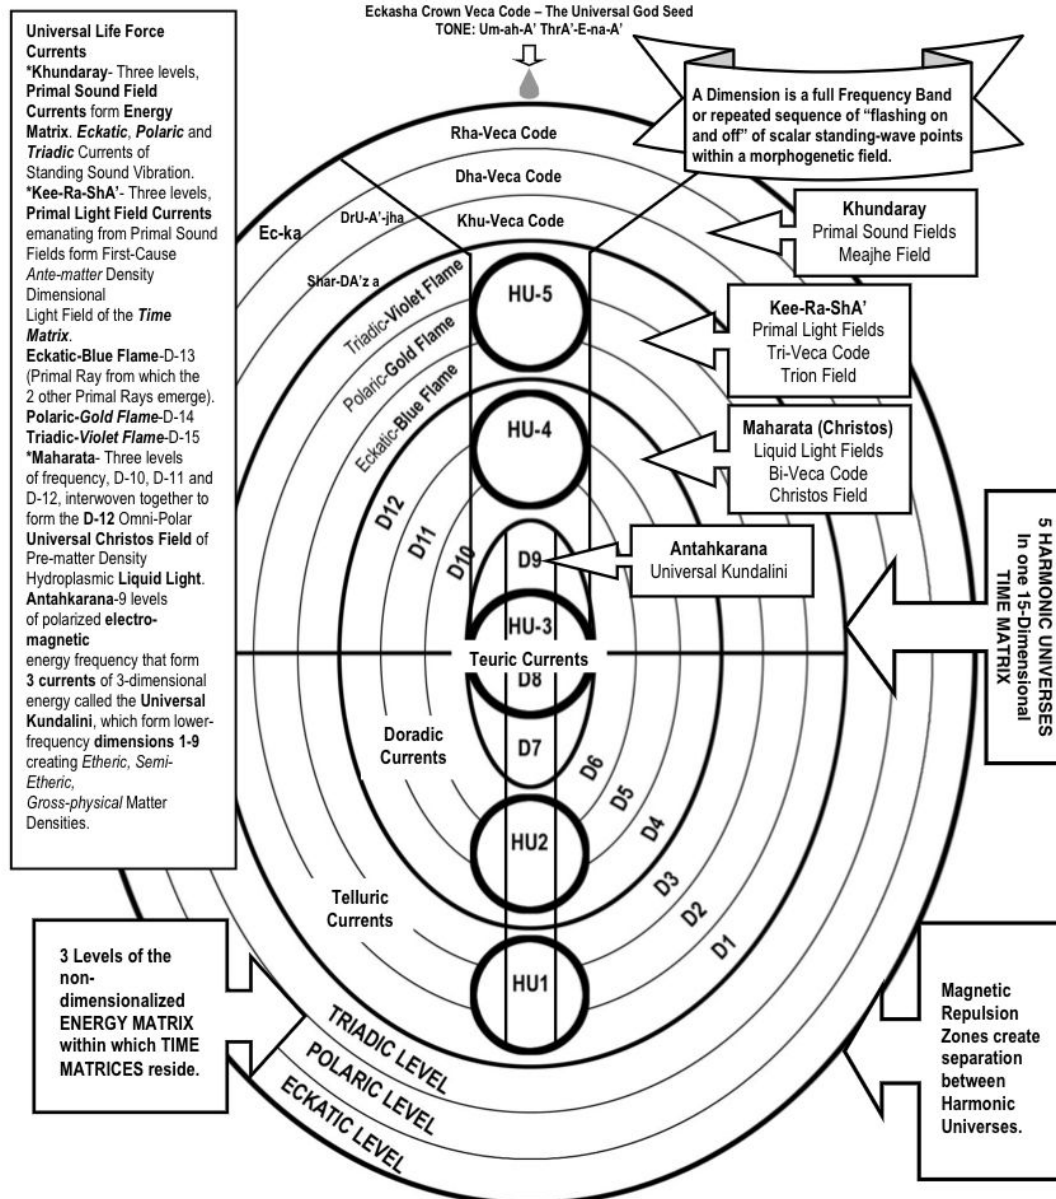 Eckasha Crown Veca Code – The Universal God Seed
TONE: Um-ah-A’ ThrA’-E-na-A’
Universal Life Force
Currents
*Khundaray- Three levels,
Primal Sound Field
Currents form Energy
Matrix. Eckatic, Polaric and
Triadic Currents of
Standing Sound Vibration.
*Kee-Ra-ShA’- Three levels,
Primal Light Field Currents
emanating from Primal Sound
Fields form First-Cause
Ante-matter Density
Dimensional
Light Field of the Time
Matrix.
Eckatic-Blue Flame-D-13
(Primal Ray from which the
2 other Primal Rays emerge).
Polaric-Gold Flame-D-14
Triadic-Violet Flame-D-15
*Maharata- Three levels
of frequency, D-10, D-11 and
D-12, interwoven together to
form the D-12 Omni-Polar
Universal Christos Field of
Pre-matter Density
Hydroplasmic Liquid Light.
Antahkarana-9 levels
of polarized electro-
magnetic
energy frequency that form
3 currents of 3-dimensional
energy called the Universal
Kundalini, which form lower-
frequency dimensions 1-9
creating Etheric, Semi-
Etheric,
Gross-physical Matter
Densities.
A Dimension is a full Frequency Band
or repeated sequence of “flashing on
and off” of scalar standing-wave points
within a morphogenetic field.
Rha-Veca Code
Dha-Veca Code
Khu-Veca Code
Ec-ka
DrU-A’-jha
Shar-DA’z a
Khundaray
Primal Sound Fields
Meajhe Field
Triadic-Violet Flame
Polaric-Gold Flame
Eckatic-Blue Flame
HU-5
Kee-Ra-ShA’
Primal Light Fields
Tri-Veca Code
Trion Field
HU-4
Maharata (Christos)
Liquid Light Fields
Bi-Veca Code
Christos Field
D12
D11
D10
D9
Antahkarana
Universal Kundalini
5 HARMONIC UNIVERSES
In one 15-Dimensional
TIME MATRIX
HU-3
Teuric Currents
D8
D7
Doradic
Currents
D6
D5
D4
HU2
Telluric
Currents
D3
D2
D1
HU1
3 Levels of the
non-
dimensionalized
ENERGY MATRIX
within which TIME
MATRICES reside.
TRIADIC LEVEL
POLARIC LEVEL
ECKATIC LEVEL
Magnetic
Repulsion
Zones create
separation
between
Harmonic
Universes.